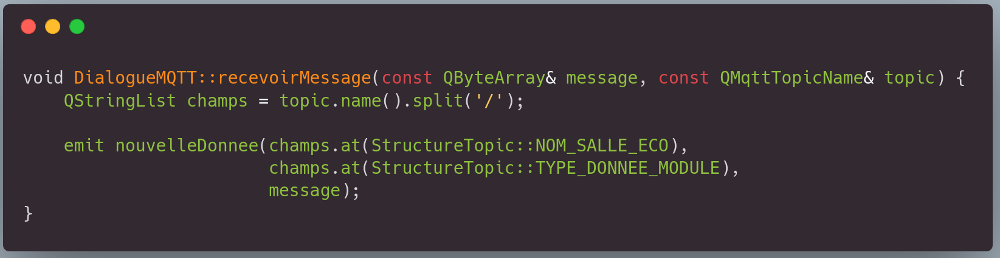 void DialogueMQTT::recevoirMessage(const QByteArray& message, const QMqttTopicName& topic) {
    QStringList champs = topic.name().split('/');

    emit nouvelleDonnee(champs.at(StructureTopic::NOM_SALLE_ECO),
                        champs.at(StructureTopic::TYPE_DONNEE_MODULE),
                        message);
}